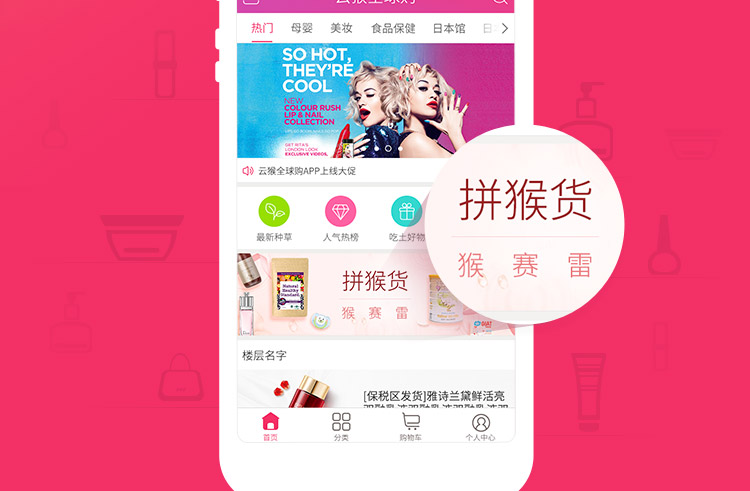 云猴全球购
热门 母婴 美妆 食品保健 日本馆 日
SO HOT,
THEY'RE
COOL
NEW
COLOUR RUSH
LIP & NAIL
COLLECTION
GET RITA'S
LONDON LOOK
EXCLUSIVE VIDEOS.
云猴全球购APP上线大促
最新种草 人气热榜 吃土好物
拼猴货
猴赛雷
Natural
Healthy
Standard.
拼猴货
猴赛雷
楼层名字
[保税区发货]雅诗兰黛鲜活亮
首页 分类 购物车 个人中心